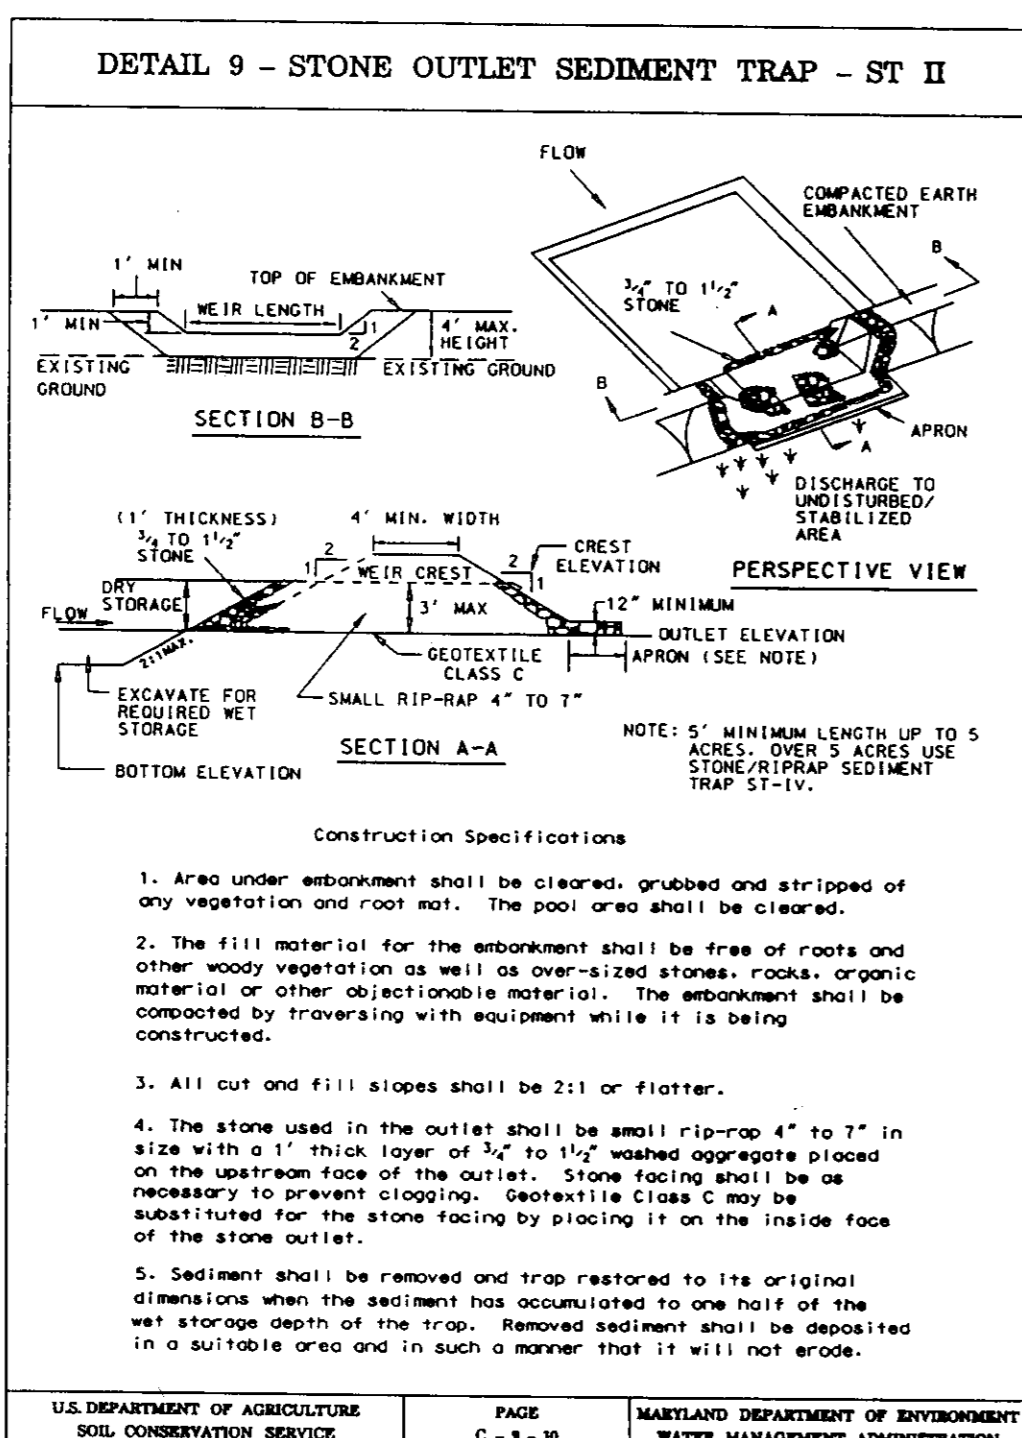 DETAIL 9 - STONE OUTLET SEDIMENT TRAP - ST II
FLOW
COMPACTED EARTH
EMBANKMENT
B
3/4" TO 1 1/2"
STONE
A
B
A
APRON
DISCHARGE TO
UNDISTURBED/
STABILIZED
AREA
PERSPECTIVE VIEW
1' MIN
TOP OF EMBANKMENT
WEIR LENGTH
1' MIN
1
2
4' MAX.
HEIGHT
EXISTING
GROUND
EXISTING GROUND
SECTION B-B
(1' THICKNESS)
3/4 TO 1 1/2"
STONE
4' MIN. WIDTH
2
1
2
1
CREST
ELEVATION
WEIR CREST
DRY
STORAGE
3' MAX
12" MINIMUM
FLOW
OUTLET ELEVATION
2:1 MAX.
GEOTEXTILE
CLASS C
APRON (SEE NOTE)
EXCAVATE FOR
REQUIRED WET
STORAGE
SMALL RIP-RAP 4" TO 7"
BOTTOM ELEVATION
SECTION A-A
NOTE: 5' MINIMUM LENGTH UP TO 5
ACRES. OVER 5 ACRES USE
STONE/RIPRAP SEDIMENT
TRAP ST-IV.
Construction Specifications
1. Area under embankment shall be cleared, grubbed and stripped of
any vegetation and root mat. The pool area shall be cleared.
2. The fill material for the embankment shall be free of roots and
other woody vegetation as well as over-sized stones, rocks, organic
material or other objectionable material. The embankment shall be
compacted by traversing with equipment while it is being
constructed.
3. All cut and fill slopes shall be 2:1 or flatter.
4. The stone used in the outlet shall be small rip-rap 4" to 7" in
size with a 1' thick layer of 3/4" to 1 1/2" washed aggregate placed
on the upstream face of the outlet. Stone facing shall be as
necessary to prevent clogging. Geotextile Class C may be
substituted for the stone facing by placing it on the inside face
of the stone outlet.
5. Sediment shall be removed and trap restored to its original
dimensions when the sediment has accumulated to one half of the
wet storage depth of the trap. Removed sediment shall be deposited
in a suitable area and in such a manner that it will not erode.
U.S. DEPARTMENT OF AGRICULTURE
SOIL CONSERVATION SERVICE
PAGE
MARYLAND DEPARTMENT OF ENVIRONMENT
WATER MANAGEMENT ADMINISTRATION